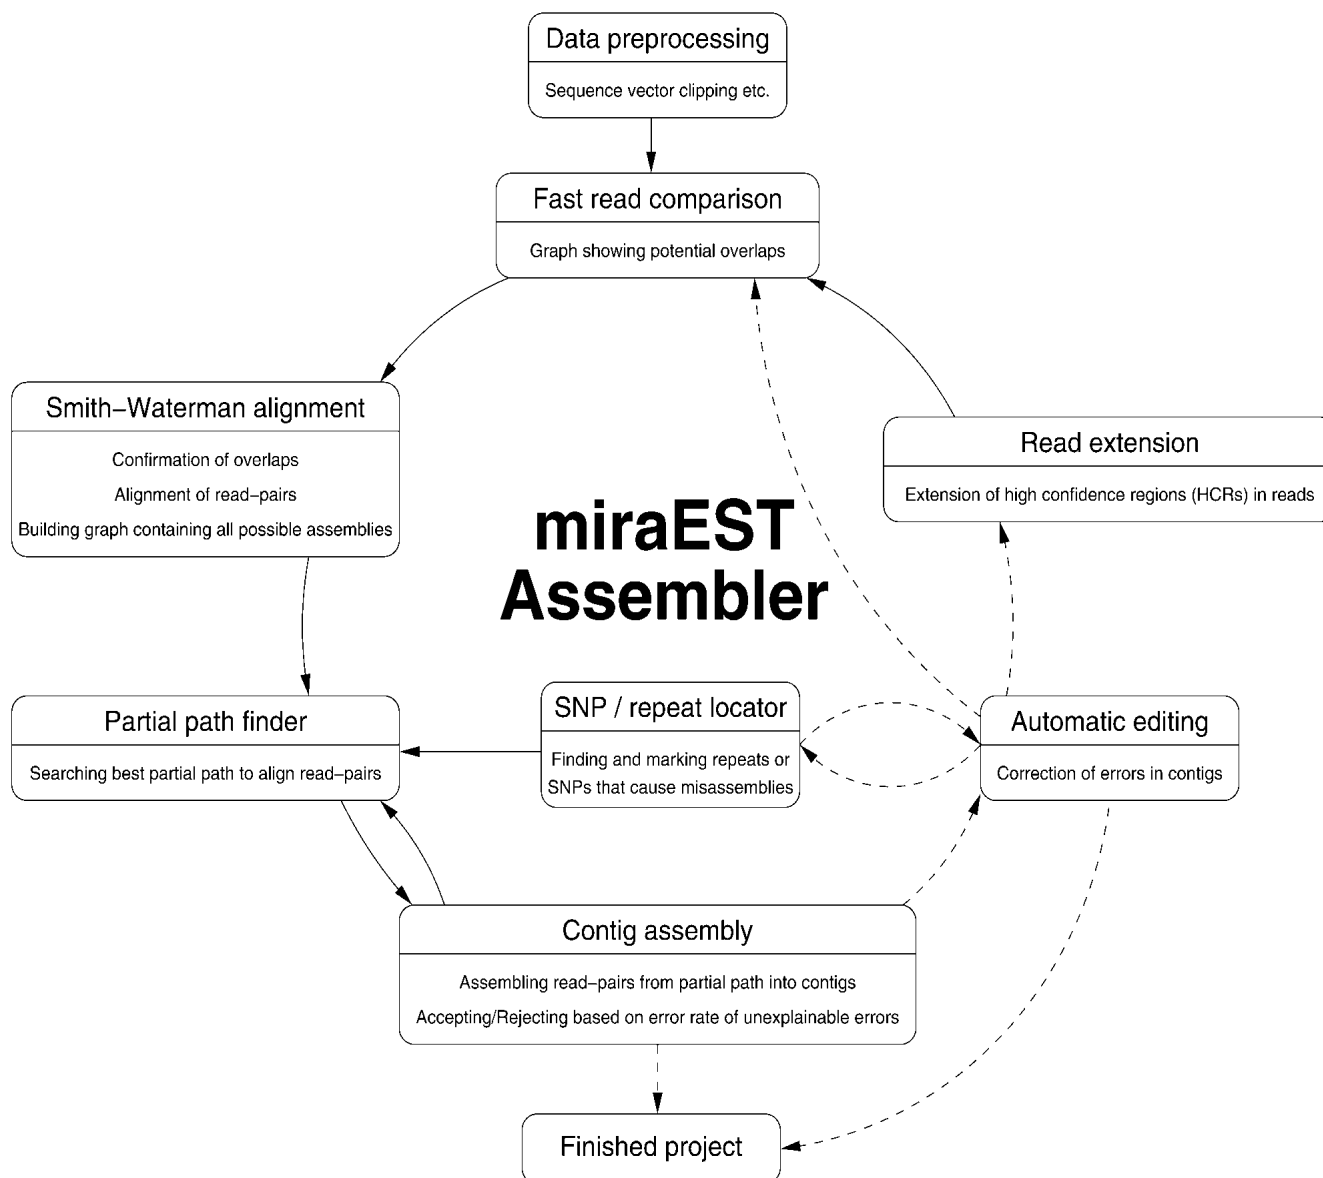 Data preprocessing
Sequence vector clipping etc.
Fast read comparison
Graph showing potential overlaps
Smith–Waterman alignment
Confirmation of overlaps
Alignment of read–pairs
Building graph containing all possible assemblies
Read extension
Extension of high confidence regions (HCRs) in reads
miraEST
Assembler
Partial path finder
Searching best partial path to align read–pairs
SNP / repeat locator
Finding and marking repeats or
SNPs that cause misassemblies
Automatic editing
Correction of errors in contigs
Contig assembly
Assembling read–pairs from partial path into contigs
Accepting/Rejecting based on error rate of unexplainable errors
Finished project